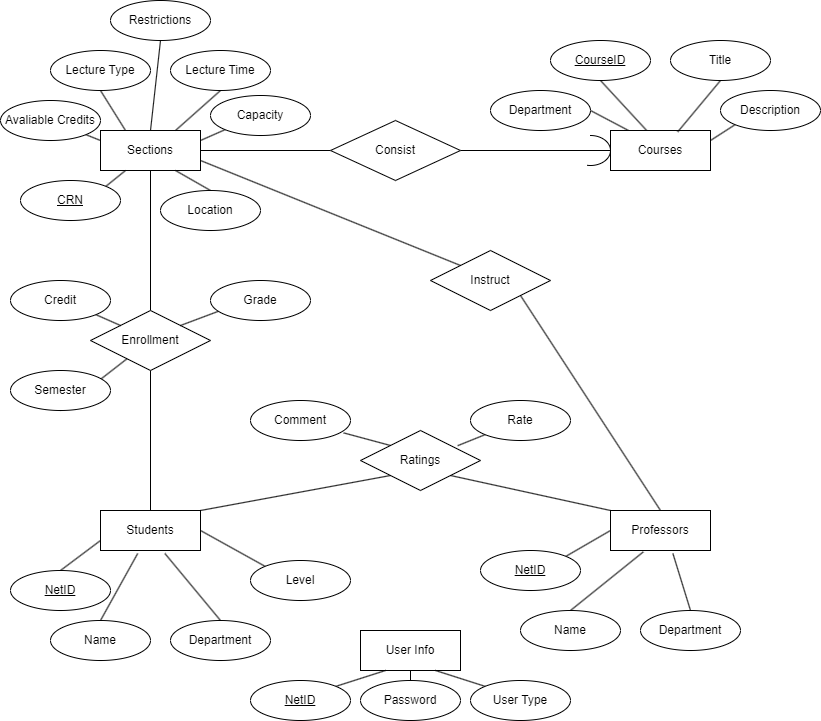 Restrictions
Lecture Type
Lecture Time
CourseID
Title
Avaliable Credits
Capacity
Department
Description
Sections
Consist
Courses
CRN
Location
Instruct
Credit
Grade
Enrollment
Semester
Comment
Rate
Ratings
Students
Professors
NetID
Level
NetID
Name
Department
Name
Department
User Info
NetID
Password
User Type